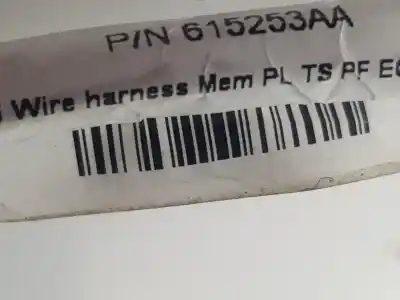 P/N 615253AA
Wire harness Mem PL TS PF